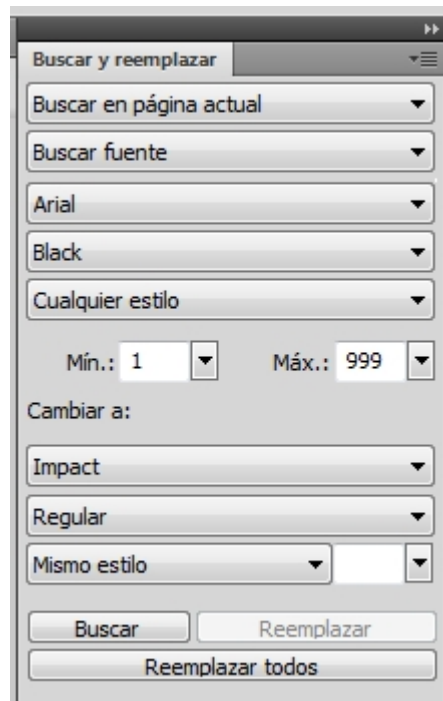 Buscar y reemplazar
Buscar en página actual
Buscar fuente
Arial
Black
Cualquier estilo
Mín.: 1 Máx.: 999
Cambiar a:
Impact
Regular
Mismo estilo
Buscar Reemplazar
Reemplazar todos